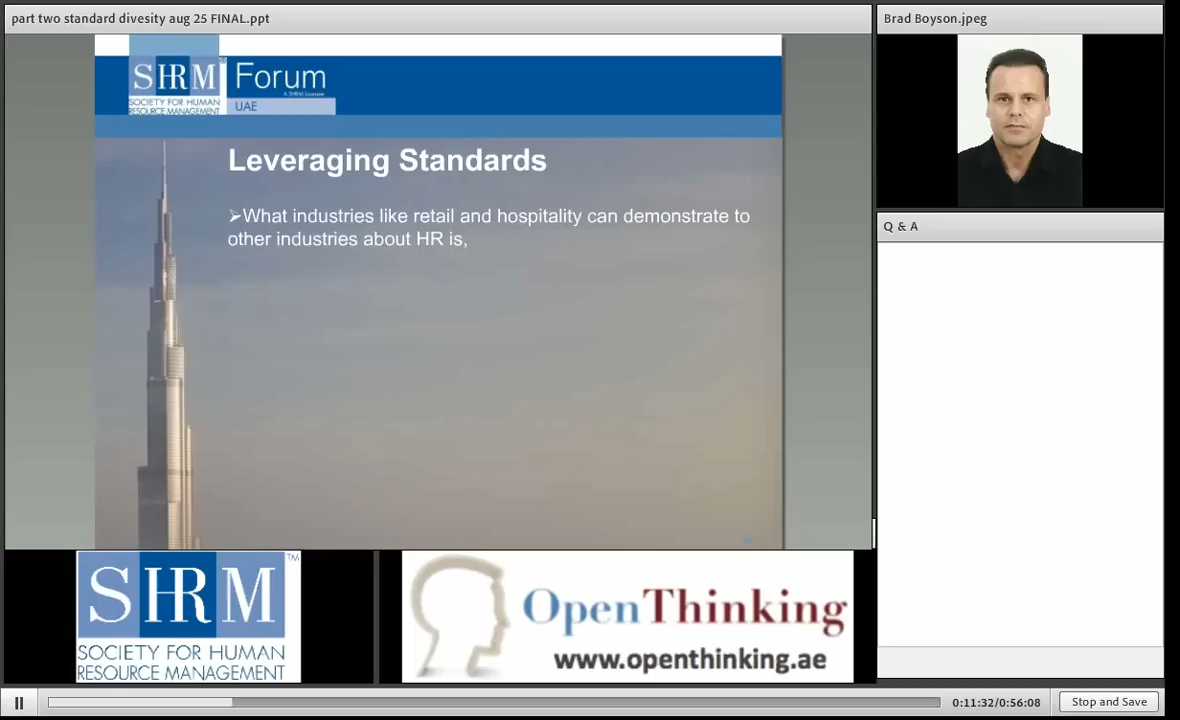 part two standard divesity aug 25 FINAL.ppt
Brad Boyson.jpeg
SHRM
SOCIETY FOR HUMAN
RESOURCE MANAGEMENT
Forum
UAE
Leveraging Standards
➢What industries like retail and hospitality can demonstrate to
other industries about HR is,
Q & A
SHRM™
SOCIETY FOR HUMAN
RESOURCE MANAGEMENT
OpenThinking
www.openthinking.ae
0:11:32/0:56:08
Stop and Save